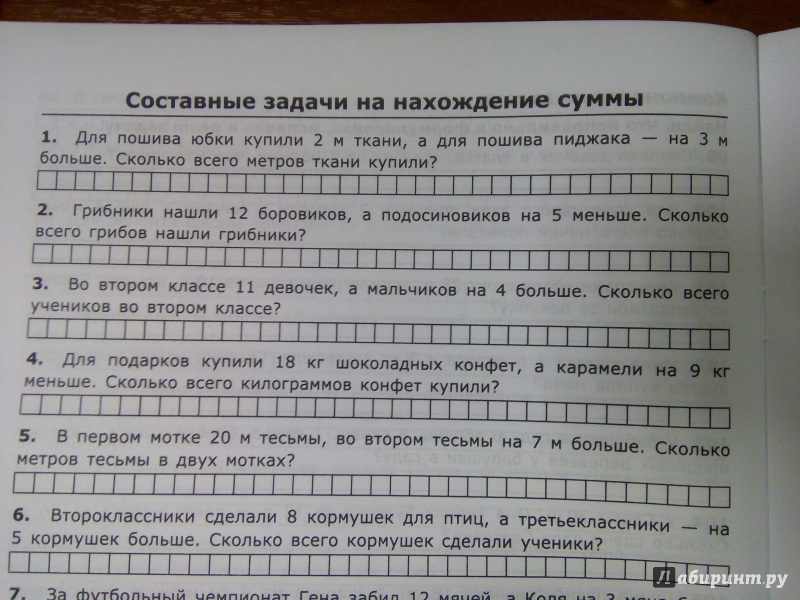 Составные задачи на нахождение суммы
1. Для пошива юбки купили 2 м ткани, а для пошива пиджака — на 3 м
больше. Сколько всего метров ткани купили?
2. Грибники нашли 12 боровиков, а подосиновиков на 5 меньше. Сколько
всего грибов нашли грибники?
3. Во втором классе 11 девочек, а мальчиков на 4 больше. Сколько всего
учеников во втором классе?
4. Для подарков купили 18 кг шоколадных конфет, а карамели на 9 кг
меньше. Сколько всего килограммов конфет купили?
5. В первом мотке 20 м тесьмы, во втором тесьмы на 7 м больше. Сколько
метров тесьмы в двух мотках?
6. Второклассники сделали 8 кормушек для птиц, а третьеклассники — на
5 кормушек больше. Сколько всего кормушек сделали ученики?
7. За футбольный чемпионат Гена забил 12 мячей, а Коля на 3 мяча
Лабиринт.ру